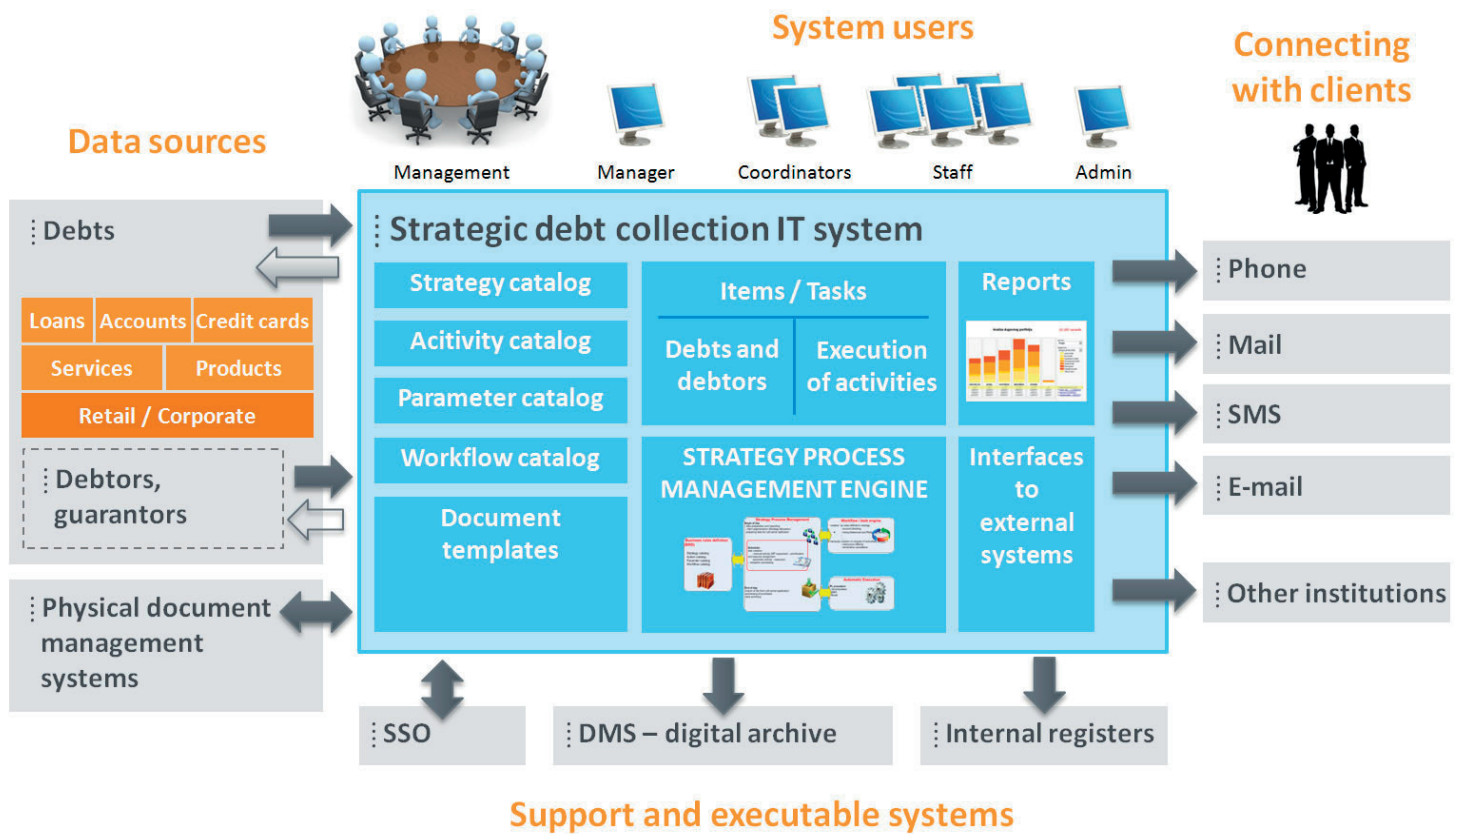 System users
Connecting
with clients
Data sources
Management
Manager
Coordinators
Staff
Admin
Debts
Loans
Accounts
Credit cards
Services
Products
Retail / Corporate
Debtors,
guarantors
Physical document
management
systems
Strategic debt collection IT system
Strategy catalog
Acitivity catalog
Parameter catalog
Workflow catalog
Document
templates
Items / Tasks
Debts and
debtors
Execution
of activities
Reports
STRATEGY PROCESS
MANAGEMENT ENGINE
Strategy Process Management
Interfaces
to
external
systems
Phone
Mail
SMS
E-mail
Other institutions
SSO
DMS – digital archive
Internal registers
Support and executable systems